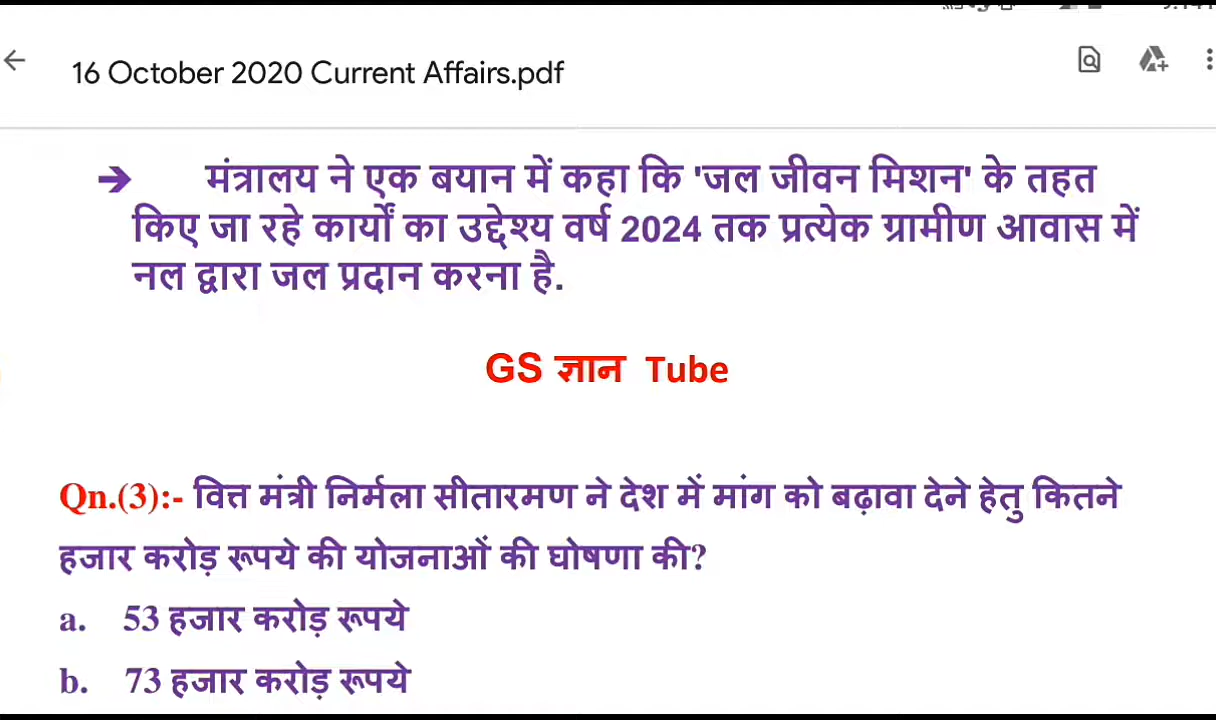 16 October 2020 Current Affairs.pdf
➔ मंत्रालय ने एक बयान में कहा कि 'जल जीवन मिशन' के तहत
किए जा रहे कार्यों का उद्देश्य वर्ष 2024 तक प्रत्येक ग्रामीण आवास में
नल द्वारा जल प्रदान करना है.
GS ज्ञान Tube
Qn.(3):- वित्त मंत्री निर्मला सीतारमण ने देश में मांग को बढ़ावा देने हेतु कितने
हजार करोड़ रूपये की योजनाओं की घोषणा की?
a. 53 हजार करोड़ रूपये
b. 73 हजार करोड़ रूपये